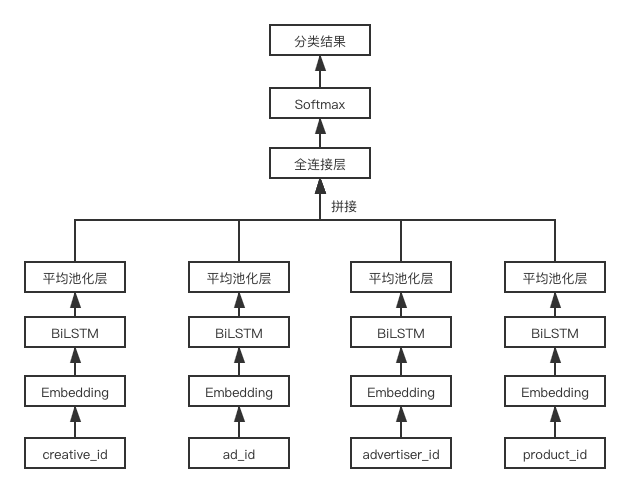 分类结果
Softmax
全连接层
拼接
平均池化层 平均池化层 平均池化层 平均池化层
BiLSTM BiLSTM BiLSTM BiLSTM
Embedding Embedding Embedding Embedding
creative_id ad_id advertiser_id product_id